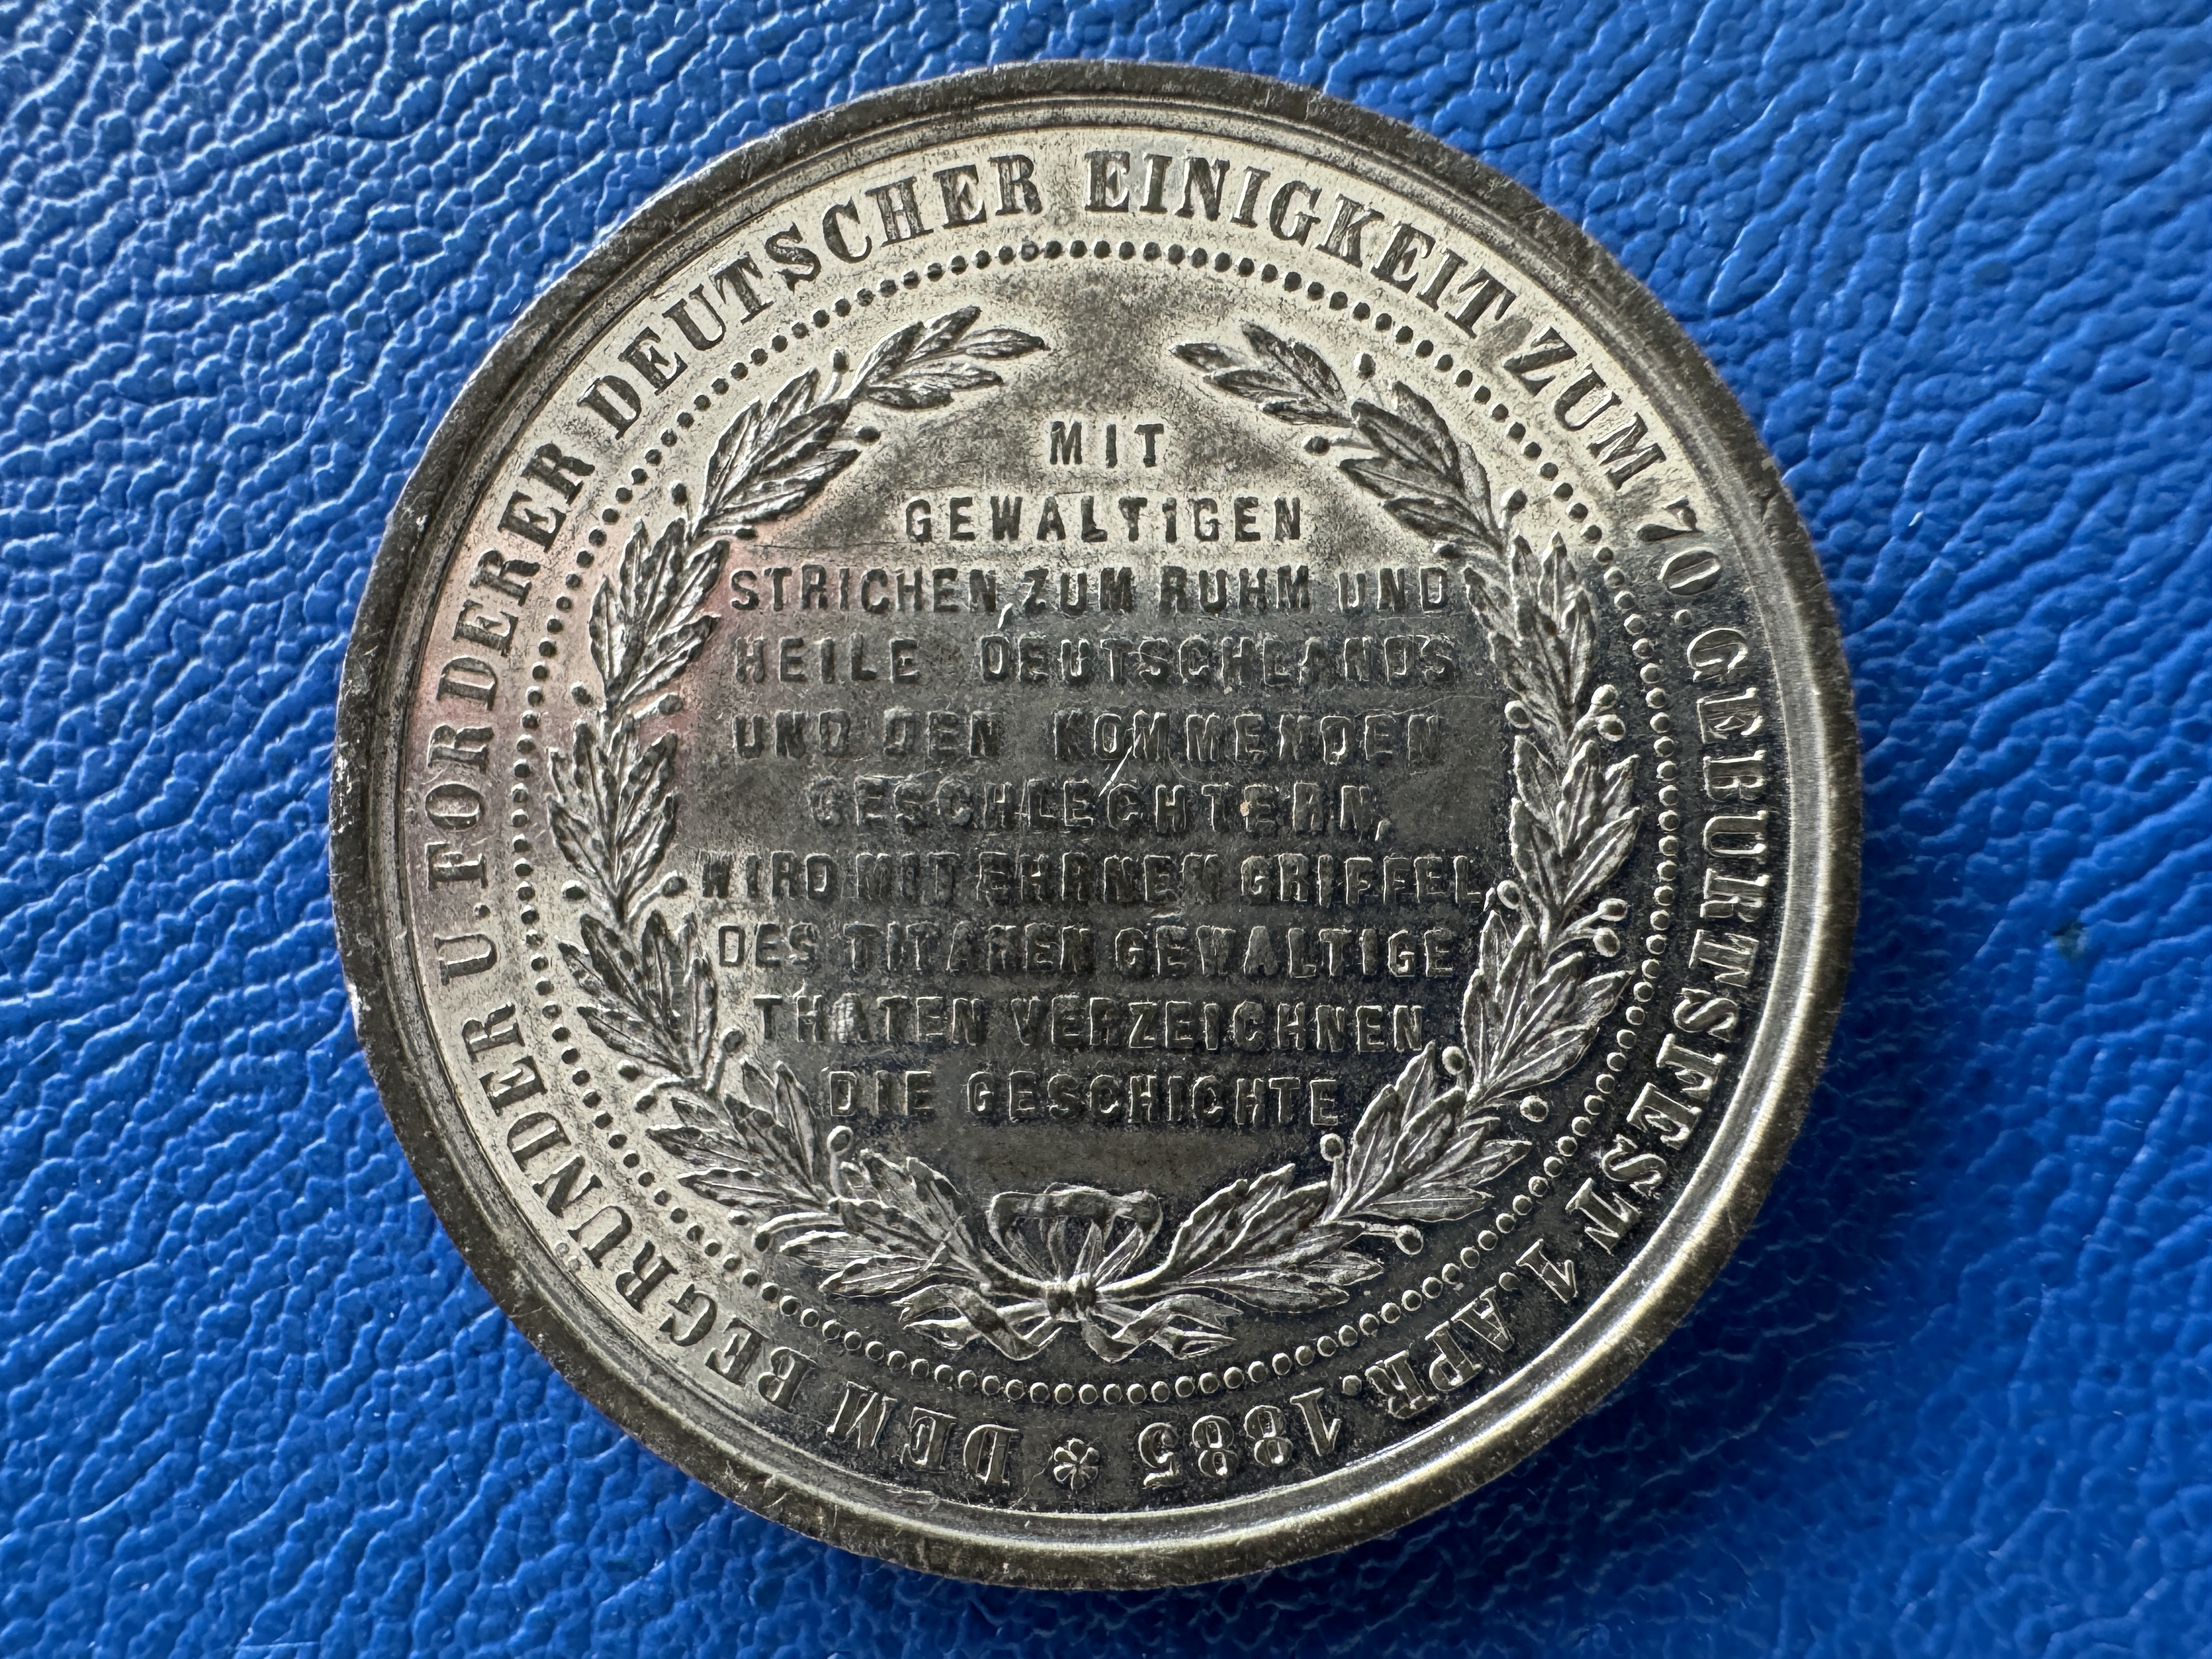 DEM BEGRÜNDER U. FÖRDERER DEUTSCHER EINIGKEIT ZUM 70. GEBURTSFEST 1. APR. 1885
MIT
GEWALTIGEN
STRICHEN, ZUM RUHM UND
HEILE DEUTSCHLANDS
UND DEN KOMMENDEN
GESCHLECHTERN,
WIRD MIT EHRNEM GRIFFEL
DES TITANEN GEWALTIGE
THATEN VERZEICHNEN
DIE GESCHICHTE